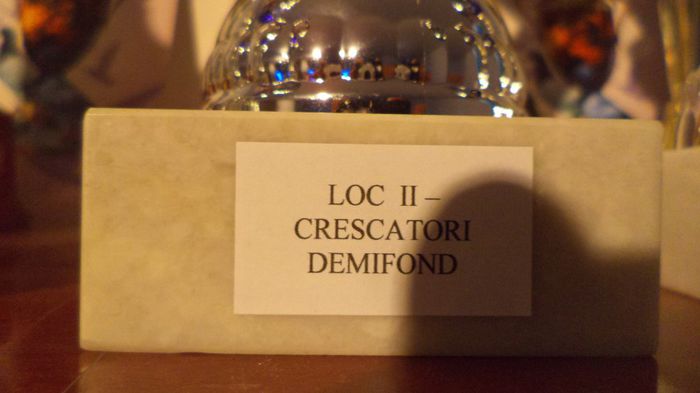 LOC II –
CRESCATORI
DEMIFOND